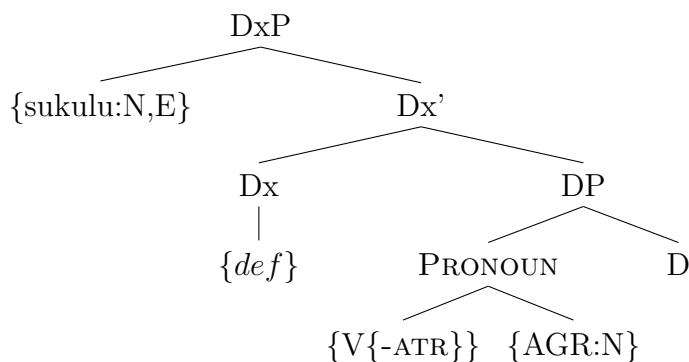 DxP
{sukulu:N,E} Dx'
Dx DP
{def} PRONOUN D
{V{-ATR}} {AGR:N}